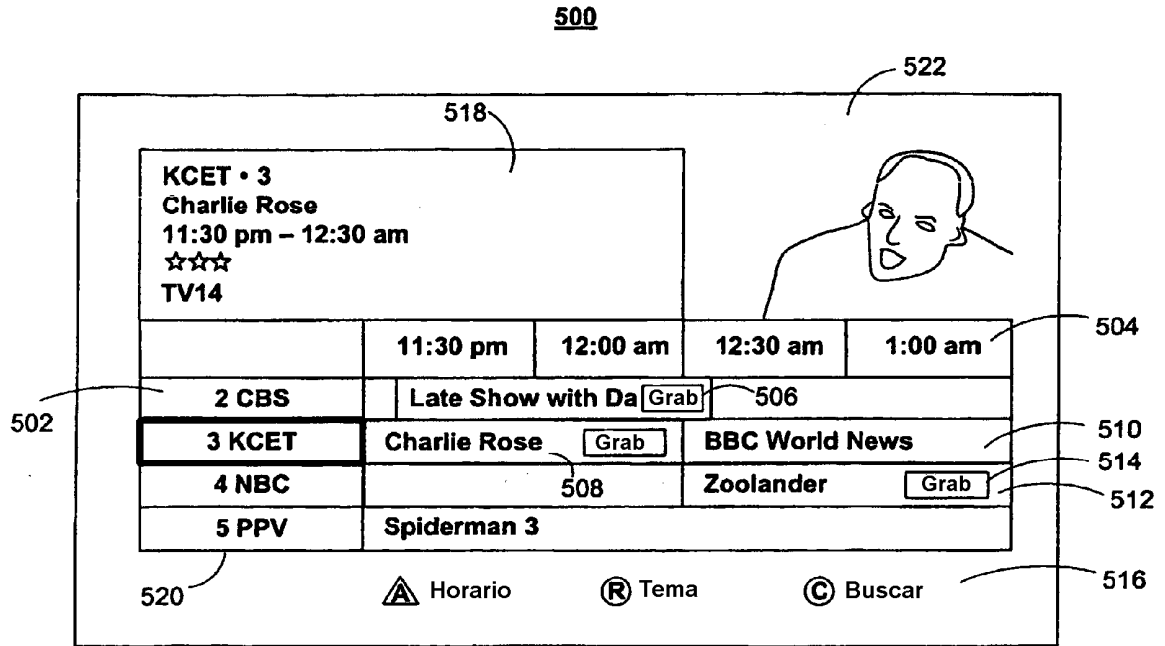 500
522
518
KCET • 3
Charlie Rose
11:30 pm – 12:30 am
☆☆☆
TV14
504
11:30 pm 12:00 am 12:30 am 1:00 am
502
2 CBS Late Show with Da Grab 506
3 KCET Charlie Rose Grab BBC World News 510
508
4 NBC Zoolander Grab 514
512
5 PPV Spiderman 3
520
A Horario R Tema C Buscar 516